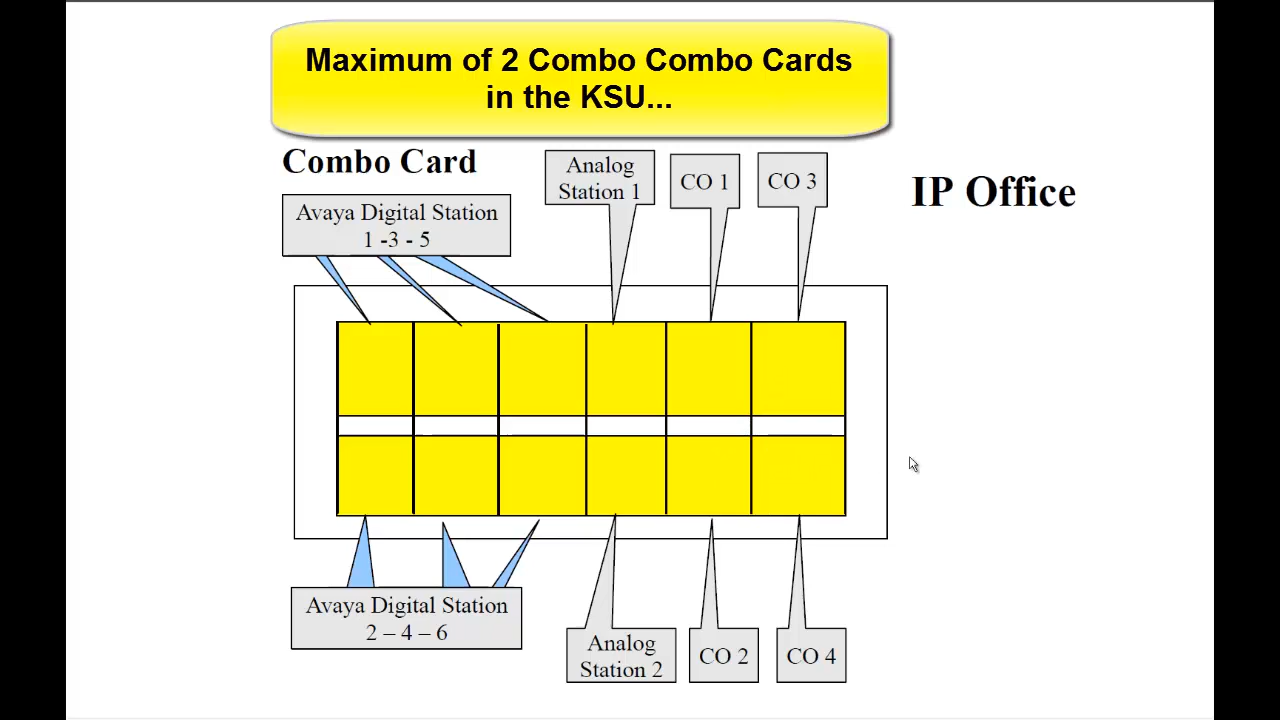 Maximum of 2 Combo Combo Cards
in the KSU...
Combo Card
IP Office
Avaya Digital Station
1 -3 - 5
Analog
Station 1
CO 1
CO 3
Avaya Digital Station
2 – 4 – 6
Analog
Station 2
CO 2
CO 4